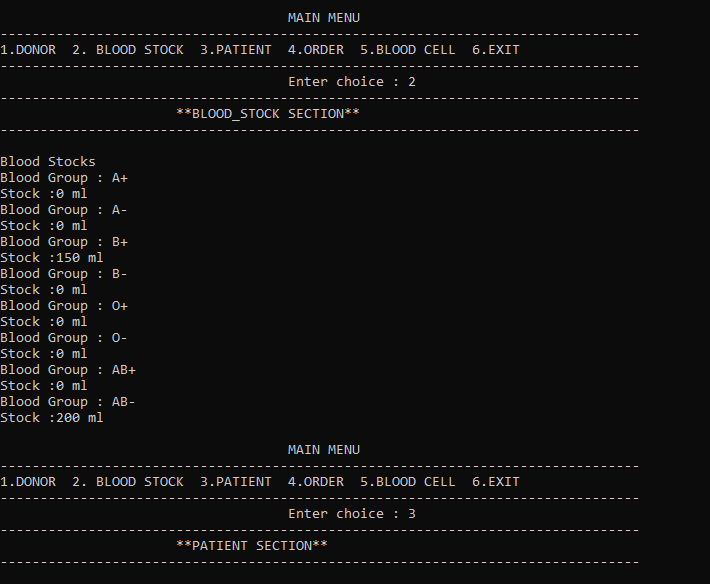 MAIN MENU
--------------------------------------------------------------------------------
1.DONOR  2. BLOOD STOCK  3.PATIENT  4.ORDER  5.BLOOD CELL  6.EXIT
--------------------------------------------------------------------------------
Enter choice : 2
--------------------------------------------------------------------------------
**BLOOD_STOCK SECTION**
--------------------------------------------------------------------------------
Blood Stocks
Blood Group : A+
Stock :0 ml
Blood Group : A-
Stock :0 ml
Blood Group : B+
Stock :150 ml
Blood Group : B-
Stock :0 ml
Blood Group : O+
Stock :0 ml
Blood Group : O-
Stock :0 ml
Blood Group : AB+
Stock :0 ml
Blood Group : AB-
Stock :200 ml
MAIN MENU
--------------------------------------------------------------------------------
1.DONOR  2. BLOOD STOCK  3.PATIENT  4.ORDER  5.BLOOD CELL  6.EXIT
--------------------------------------------------------------------------------
Enter choice : 3
--------------------------------------------------------------------------------
**PATIENT SECTION**
--------------------------------------------------------------------------------